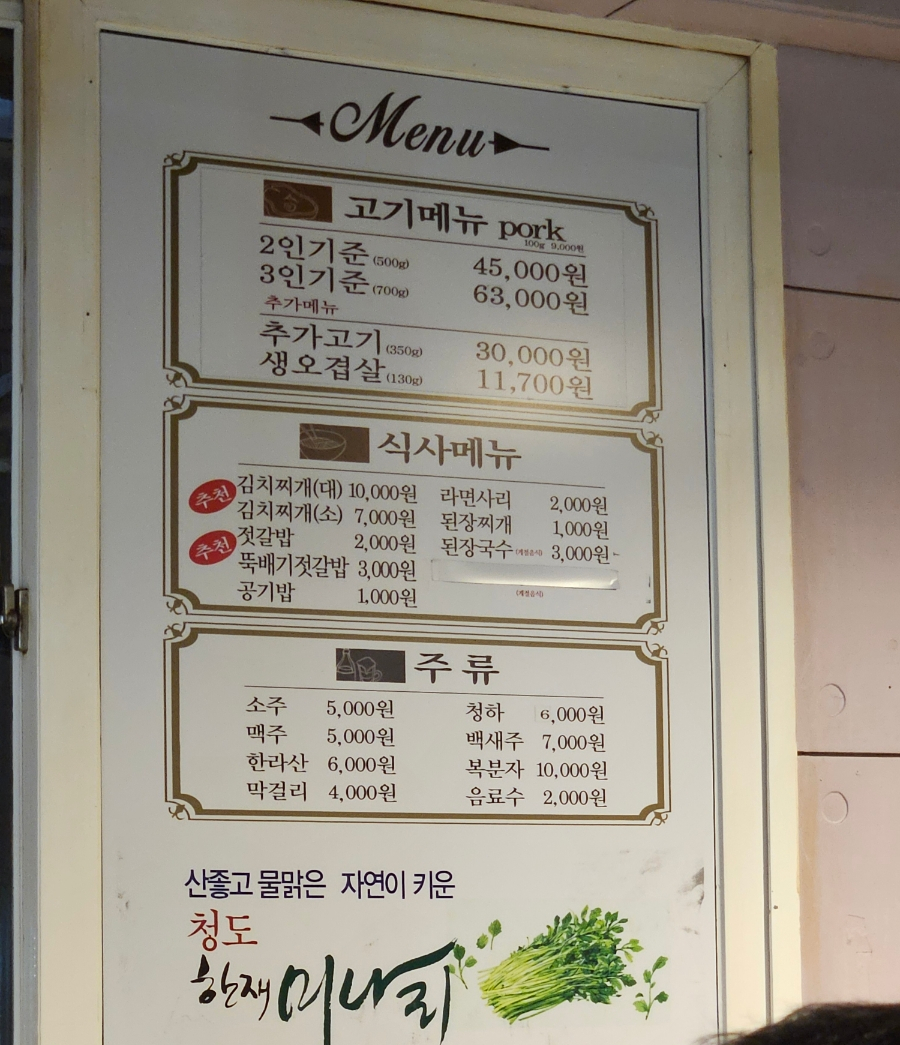 Menu
고기메뉴 pork
100g 9,000원
2인기준 (500g) 45,000원
3인기준 (700g) 63,000원
추가메뉴
추가고기 (350g) 30,000원
생오겹살 (130g) 11,700원
식사메뉴
추천 김치찌개(대) 10,000원
김치찌개(소) 7,000원
추천 젓갈밥 2,000원
뚝배기젓갈밥 3,000원
공기밥 1,000원
라면사리 2,000원
된장찌개 1,000원
된장국수 (계절음식) 3,000원
(계절음식)
주류
소주 5,000원
맥주 5,000원
한라산 6,000원
막걸리 4,000원
청하 6,000원
백새주 7,000원
복분자 10,000원
음료수 2,000원
산좋고 물맑은 자연이 키운
청도
한재미나리